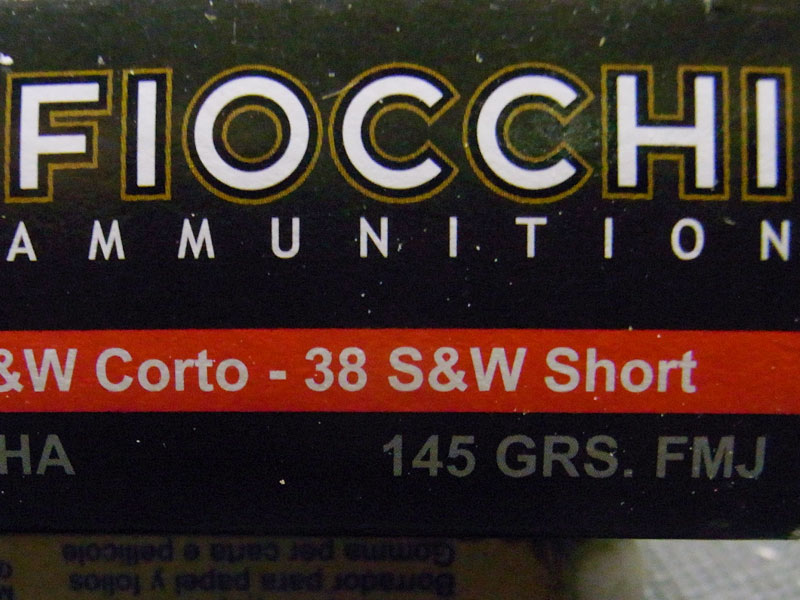 FIOCCHI
AMMUNITION
&W Corto - 38 S&W Short
HA 145 GRS. FMJ
Borrador para papel y folios
Gomma per carta e pellicole